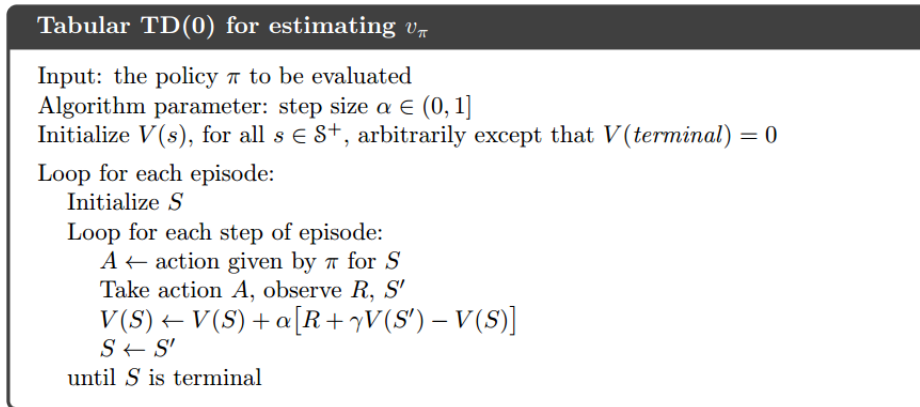 Tabular TD(0) for estimating vπ
Input: the policy π to be evaluated
Algorithm parameter: step size α ∈ (0, 1]
Initialize V(s), for all s ∈ 𝒮⁺, arbitrarily except that V(terminal) = 0
Loop for each episode:
Initialize S
Loop for each step of episode:
A ← action given by π for S
Take action A, observe R, S′
V(S) ← V(S) + α[R + γV(S′) − V(S)]
S ← S′
until S is terminal